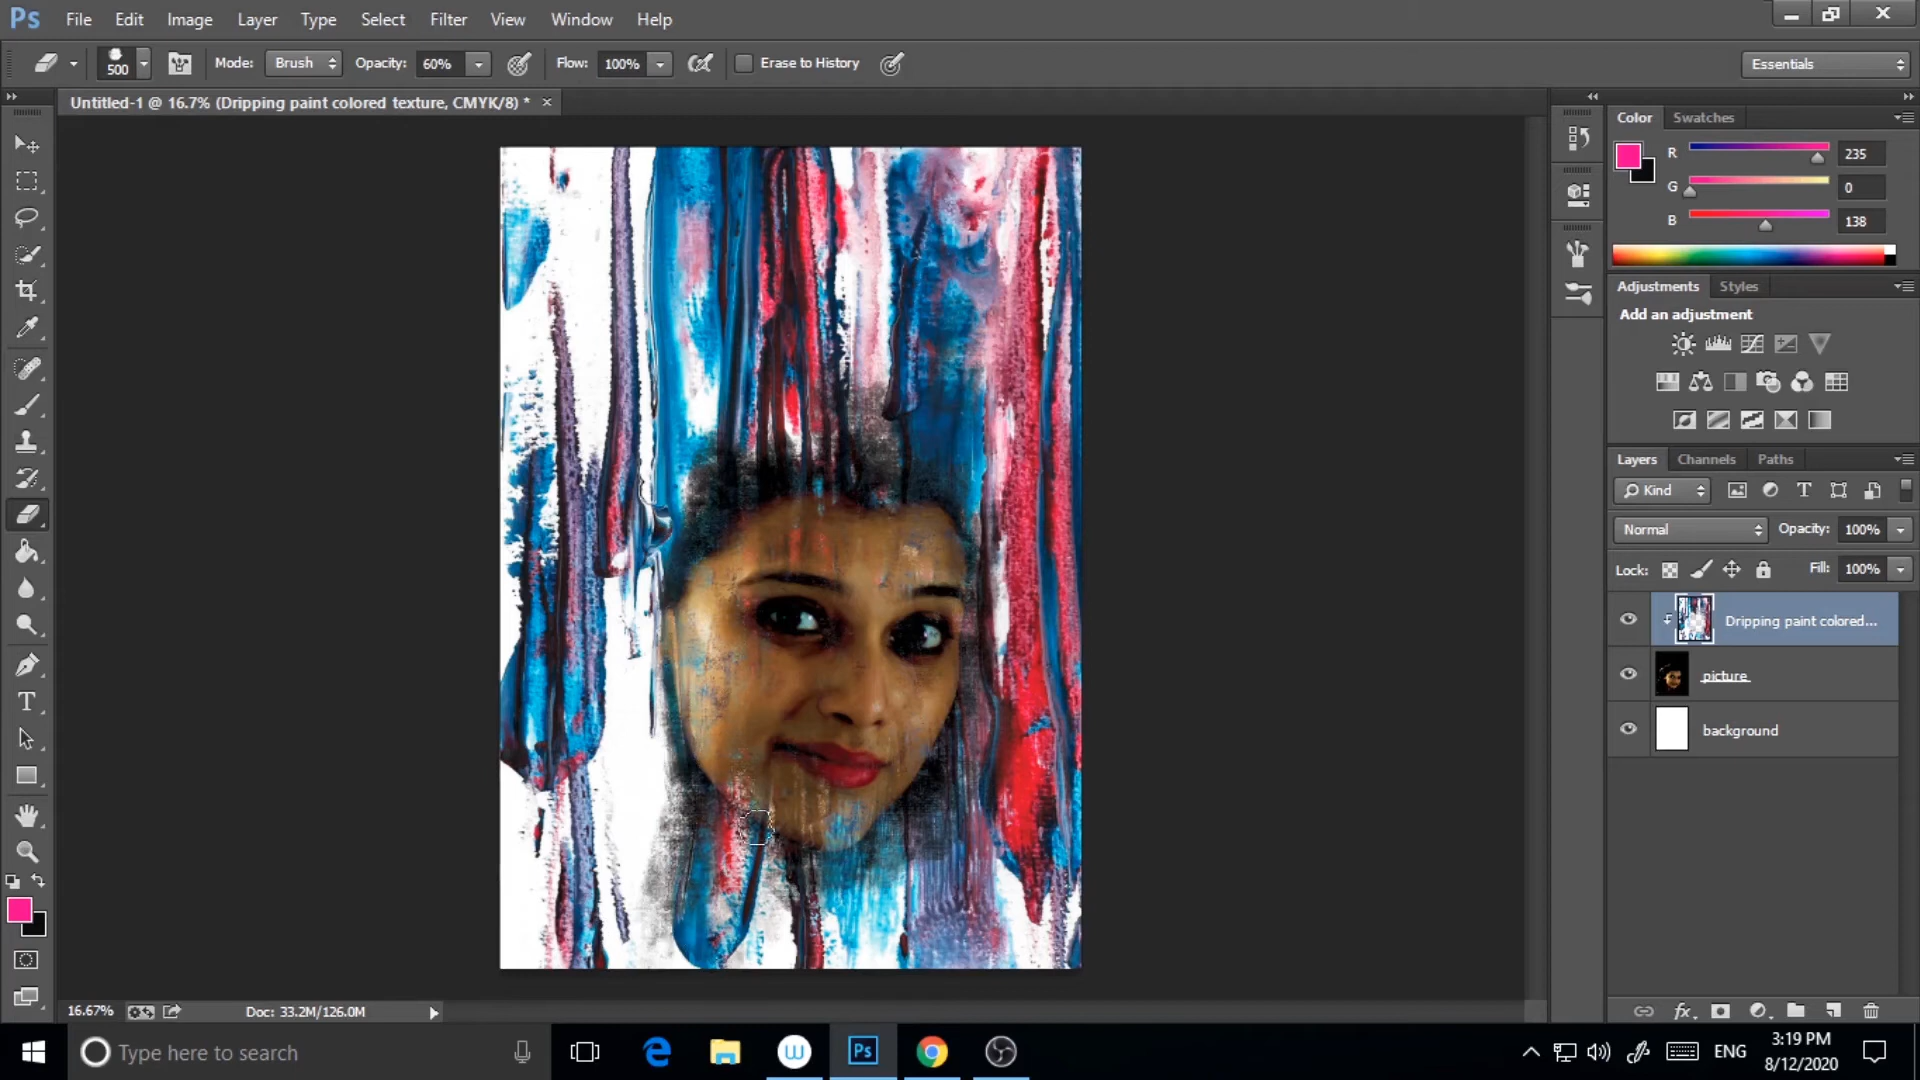 Ps File Edit Image Layer Type Select Filter View Window Help
500 Mode: Brush Opacity: 60% Flow: 100% Erase to History Essentials
Untitled-1 @ 16.7% (Dripping paint colored texture, CMYK/8) * ×
Color Swatches
R 235
G 0
B 138
Adjustments Styles
Add an adjustment
Layers Channels Paths
Kind
Normal Opacity: 100%
Lock: Fill: 100%
Dripping paint colored...
picture
background
16.67% Doc: 33.2M/126.0M
Type here to search
Ps
ENG
3:19 PM
8/12/2020